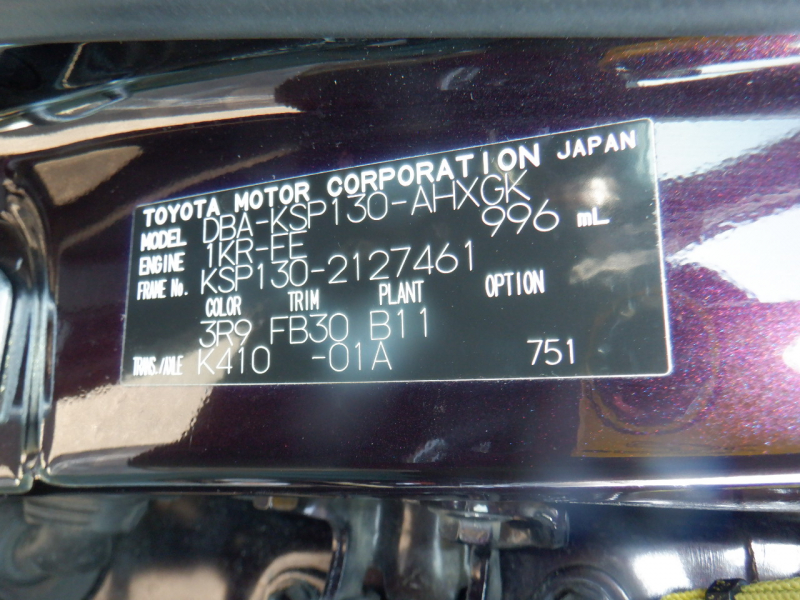 TOYOTA MOTOR CORPORATION JAPAN
MODEL DBA-KSP130-AHXGK
ENGINE 1KR-FE 996 mL
FRAME No. KSP130-2127461
COLOR TRIM PLANT OPTION
3R9 FB30 B11
TRANS./AXLE K410 -01A 751